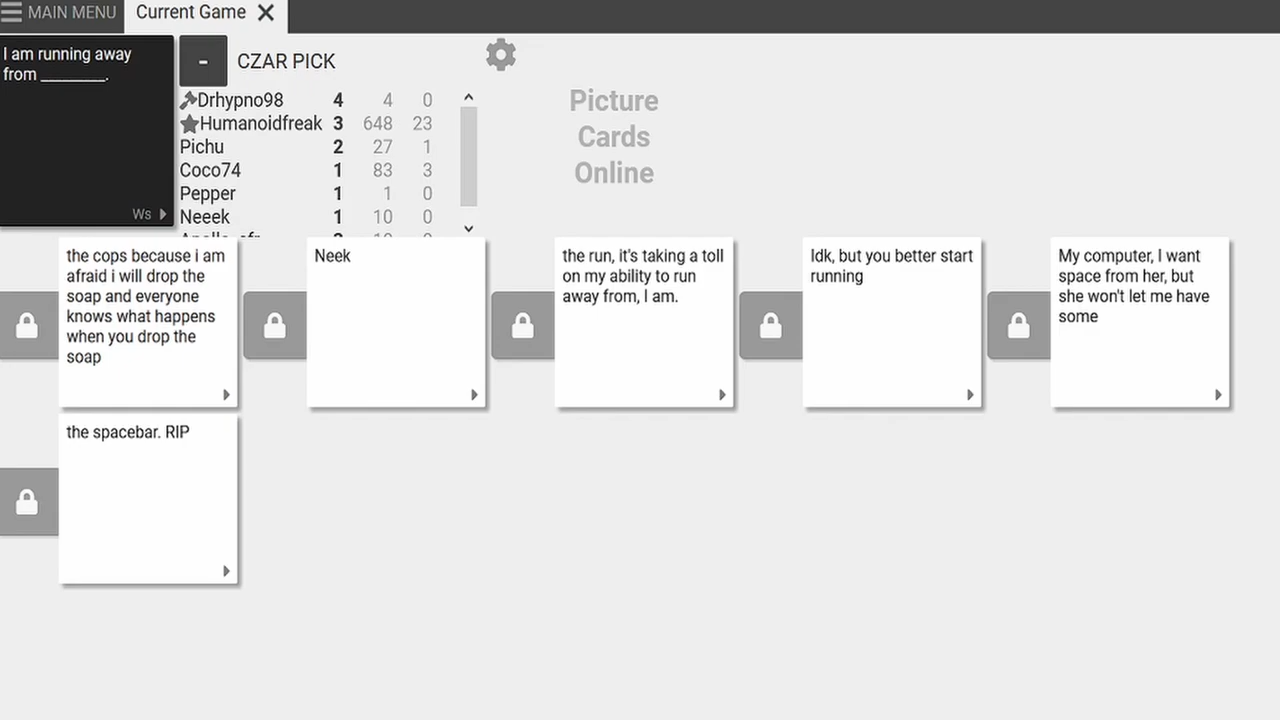 MAIN MENU
Current Game
I am running away
from ________.
Ws
-
CZAR PICK
Drhypno98 4 4 0
Humanoidfreak 3 648 23
Pichu 2 27 1
Coco74 1 83 3
Pepper 1 1 0
Neeek 1 10 0
Picture
Cards
Online
the cops because i am
afraid i will drop the
soap and everyone
knows what happens
when you drop the
soap
Neek
the run, it's taking a toll
on my ability to run
away from, I am.
Idk, but you better start
running
My computer, I want
space from her, but
she won't let me have
some
the spacebar. RIP